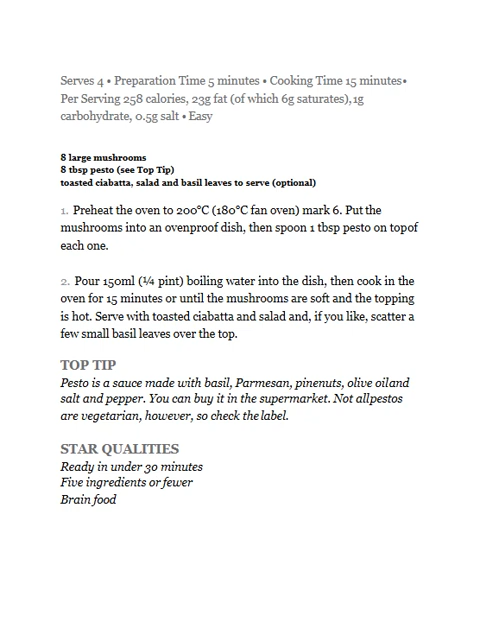 Serves 4 • Preparation Time 5 minutes • Cooking Time 15 minutes•
Per Serving 258 calories, 23g fat (of which 6g saturates), 1g
carbohydrate, 0.5g salt • Easy
8 large mushrooms
8 tbsp pesto (see Top Tip)
toasted ciabatta, salad and basil leaves to serve (optional)
1. Preheat the oven to 200°C (180°C fan oven) mark 6. Put the
mushrooms into an ovenproof dish, then spoon 1 tbsp pesto on top of
each one.
2. Pour 150ml (¼ pint) boiling water into the dish, then cook in the
oven for 15 minutes or until the mushrooms are soft and the topping
is hot. Serve with toasted ciabatta and salad and, if you like, scatter a
few small basil leaves over the top.
TOP TIP
Pesto is a sauce made with basil, Parmesan, pinenuts, olive oil and
salt and pepper. You can buy it in the supermarket. Not all pestos
are vegetarian, however, so check the label.
STAR QUALITIES
Ready in under 30 minutes
Five ingredients or fewer
Brain food